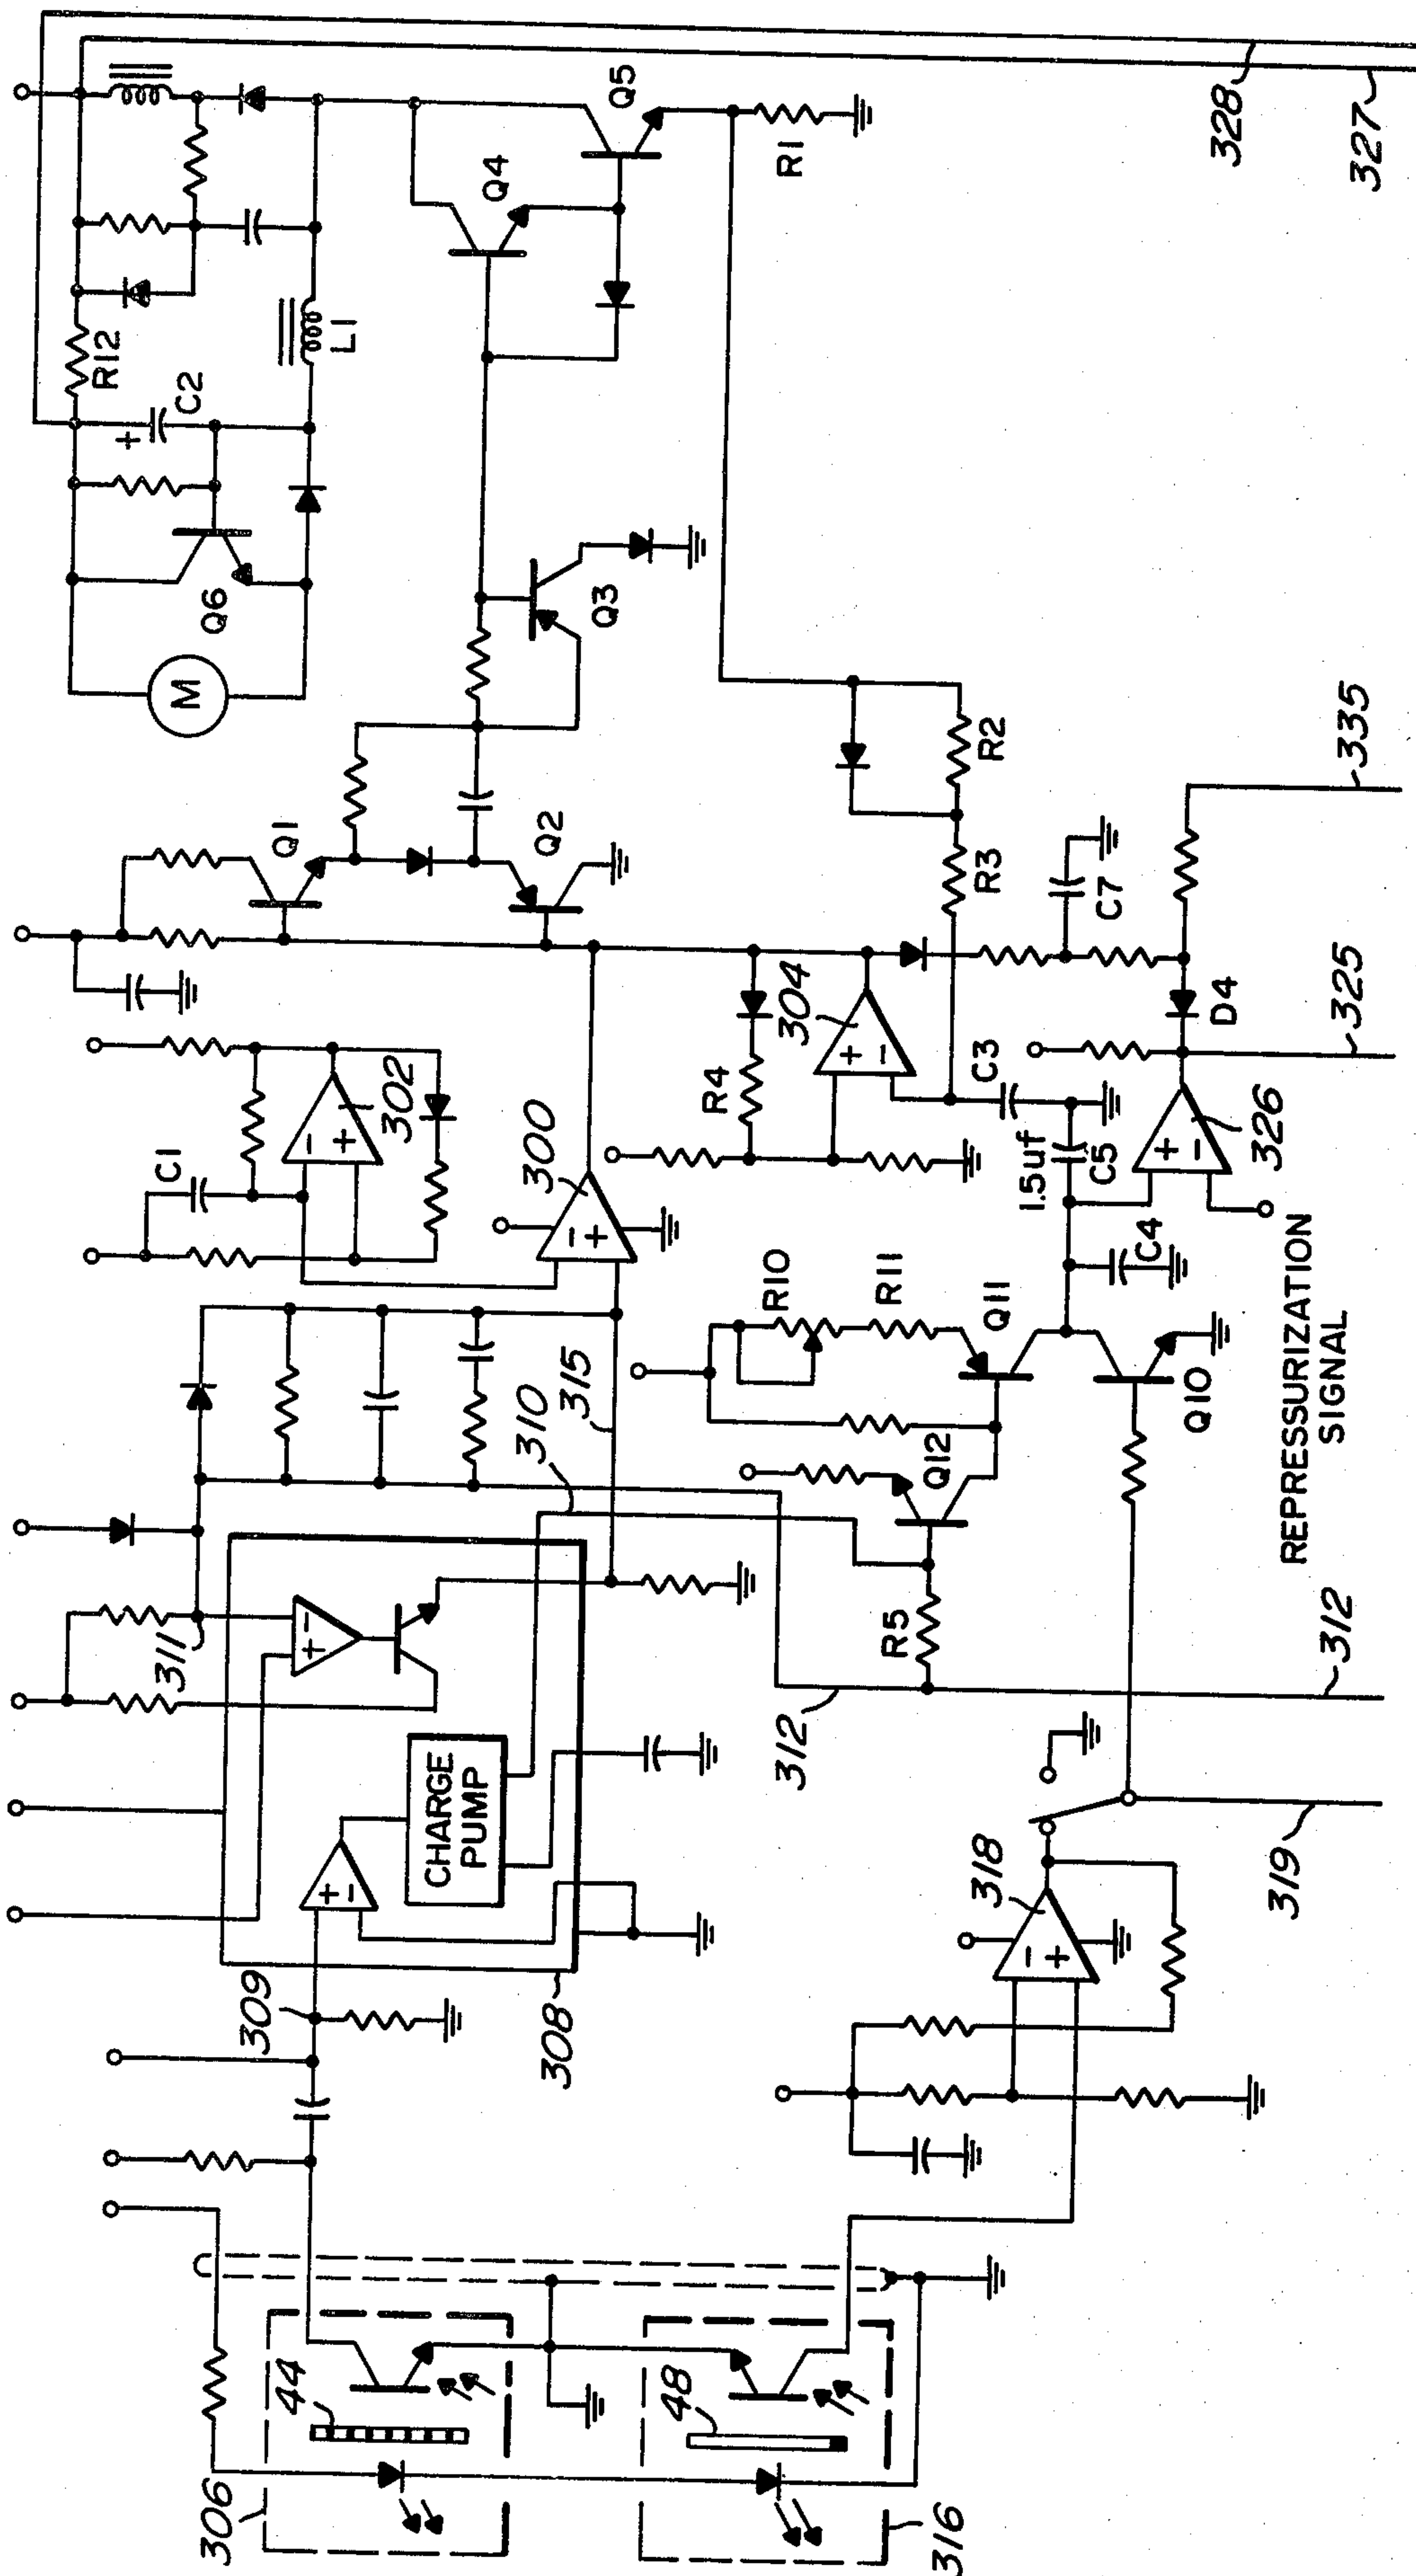 328
327
Q5
R1
Q4
R12
L1
+
C2
Q6
M
Q3
R2
335
Q1
Q2
R3
C7
304
+
-
R4
D4
325
302
-
+
C1
C3
300
-
+
1.5uf
C5
+
-
326
C4
R10
R11
Q11
Q10
315
310
Q12
REPRESSURIZATION
SIGNAL
311
+
-
R5
312
312
CHARGE
PUMP
+
-
318
-
+
319
309
308
44
48
306
316